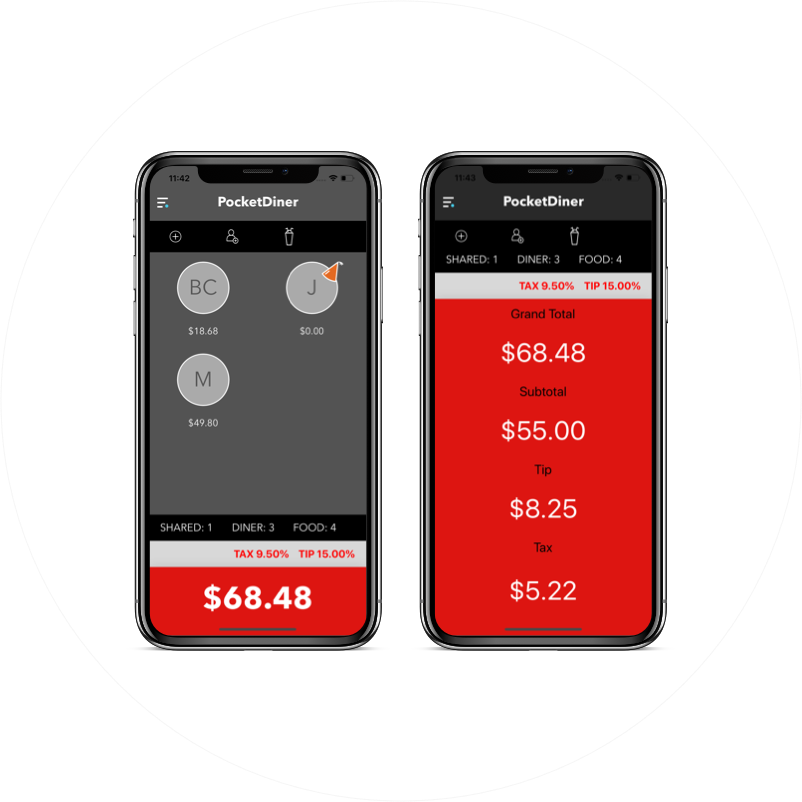 11:42
PocketDiner
BC
J
$18.68
$0.00
M
$49.80
SHARED: 1 DINER: 3 FOOD: 4
TAX 9.50% TIP 15.00%
$68.48
11:43
PocketDiner
SHARED: 1 DINER: 3 FOOD: 4
TAX 9.50% TIP 15.00%
Grand Total
$68.48
Subtotal
$55.00
Tip
$8.25
Tax
$5.22